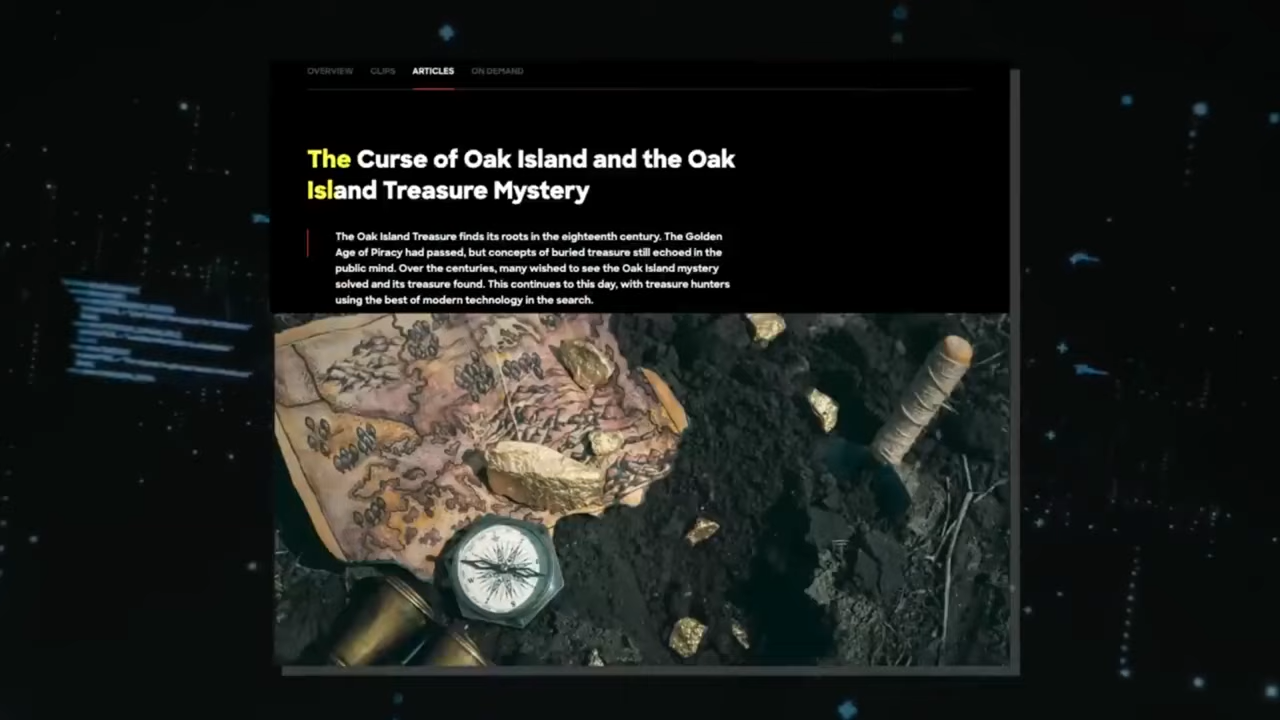 OVERVIEW CLIPS ARTICLES ON DEMAND
The Curse of Oak Island and the Oak
Island Treasure Mystery
The Oak Island Treasure finds its roots in the eighteenth century. The Golden
Age of Piracy had passed, but concepts of buried treasure still echoed in the
public mind. Over the centuries, many wished to see the Oak Island mystery
solved and its treasure found. This continues to this day, with treasure hunters
using the best of modern technology in the search.